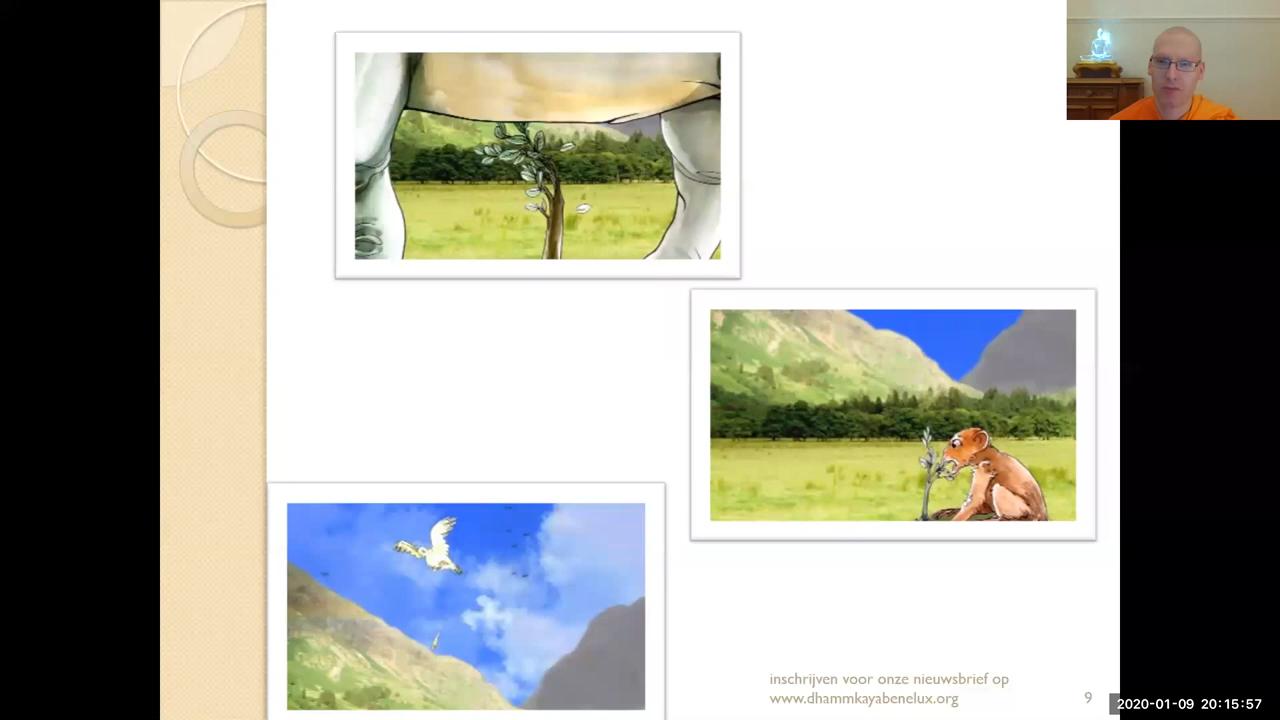 inschrijven voor onze nieuwsbrief op
www.dhammkayabenelux.org
9
2020-01-09 20:15:57